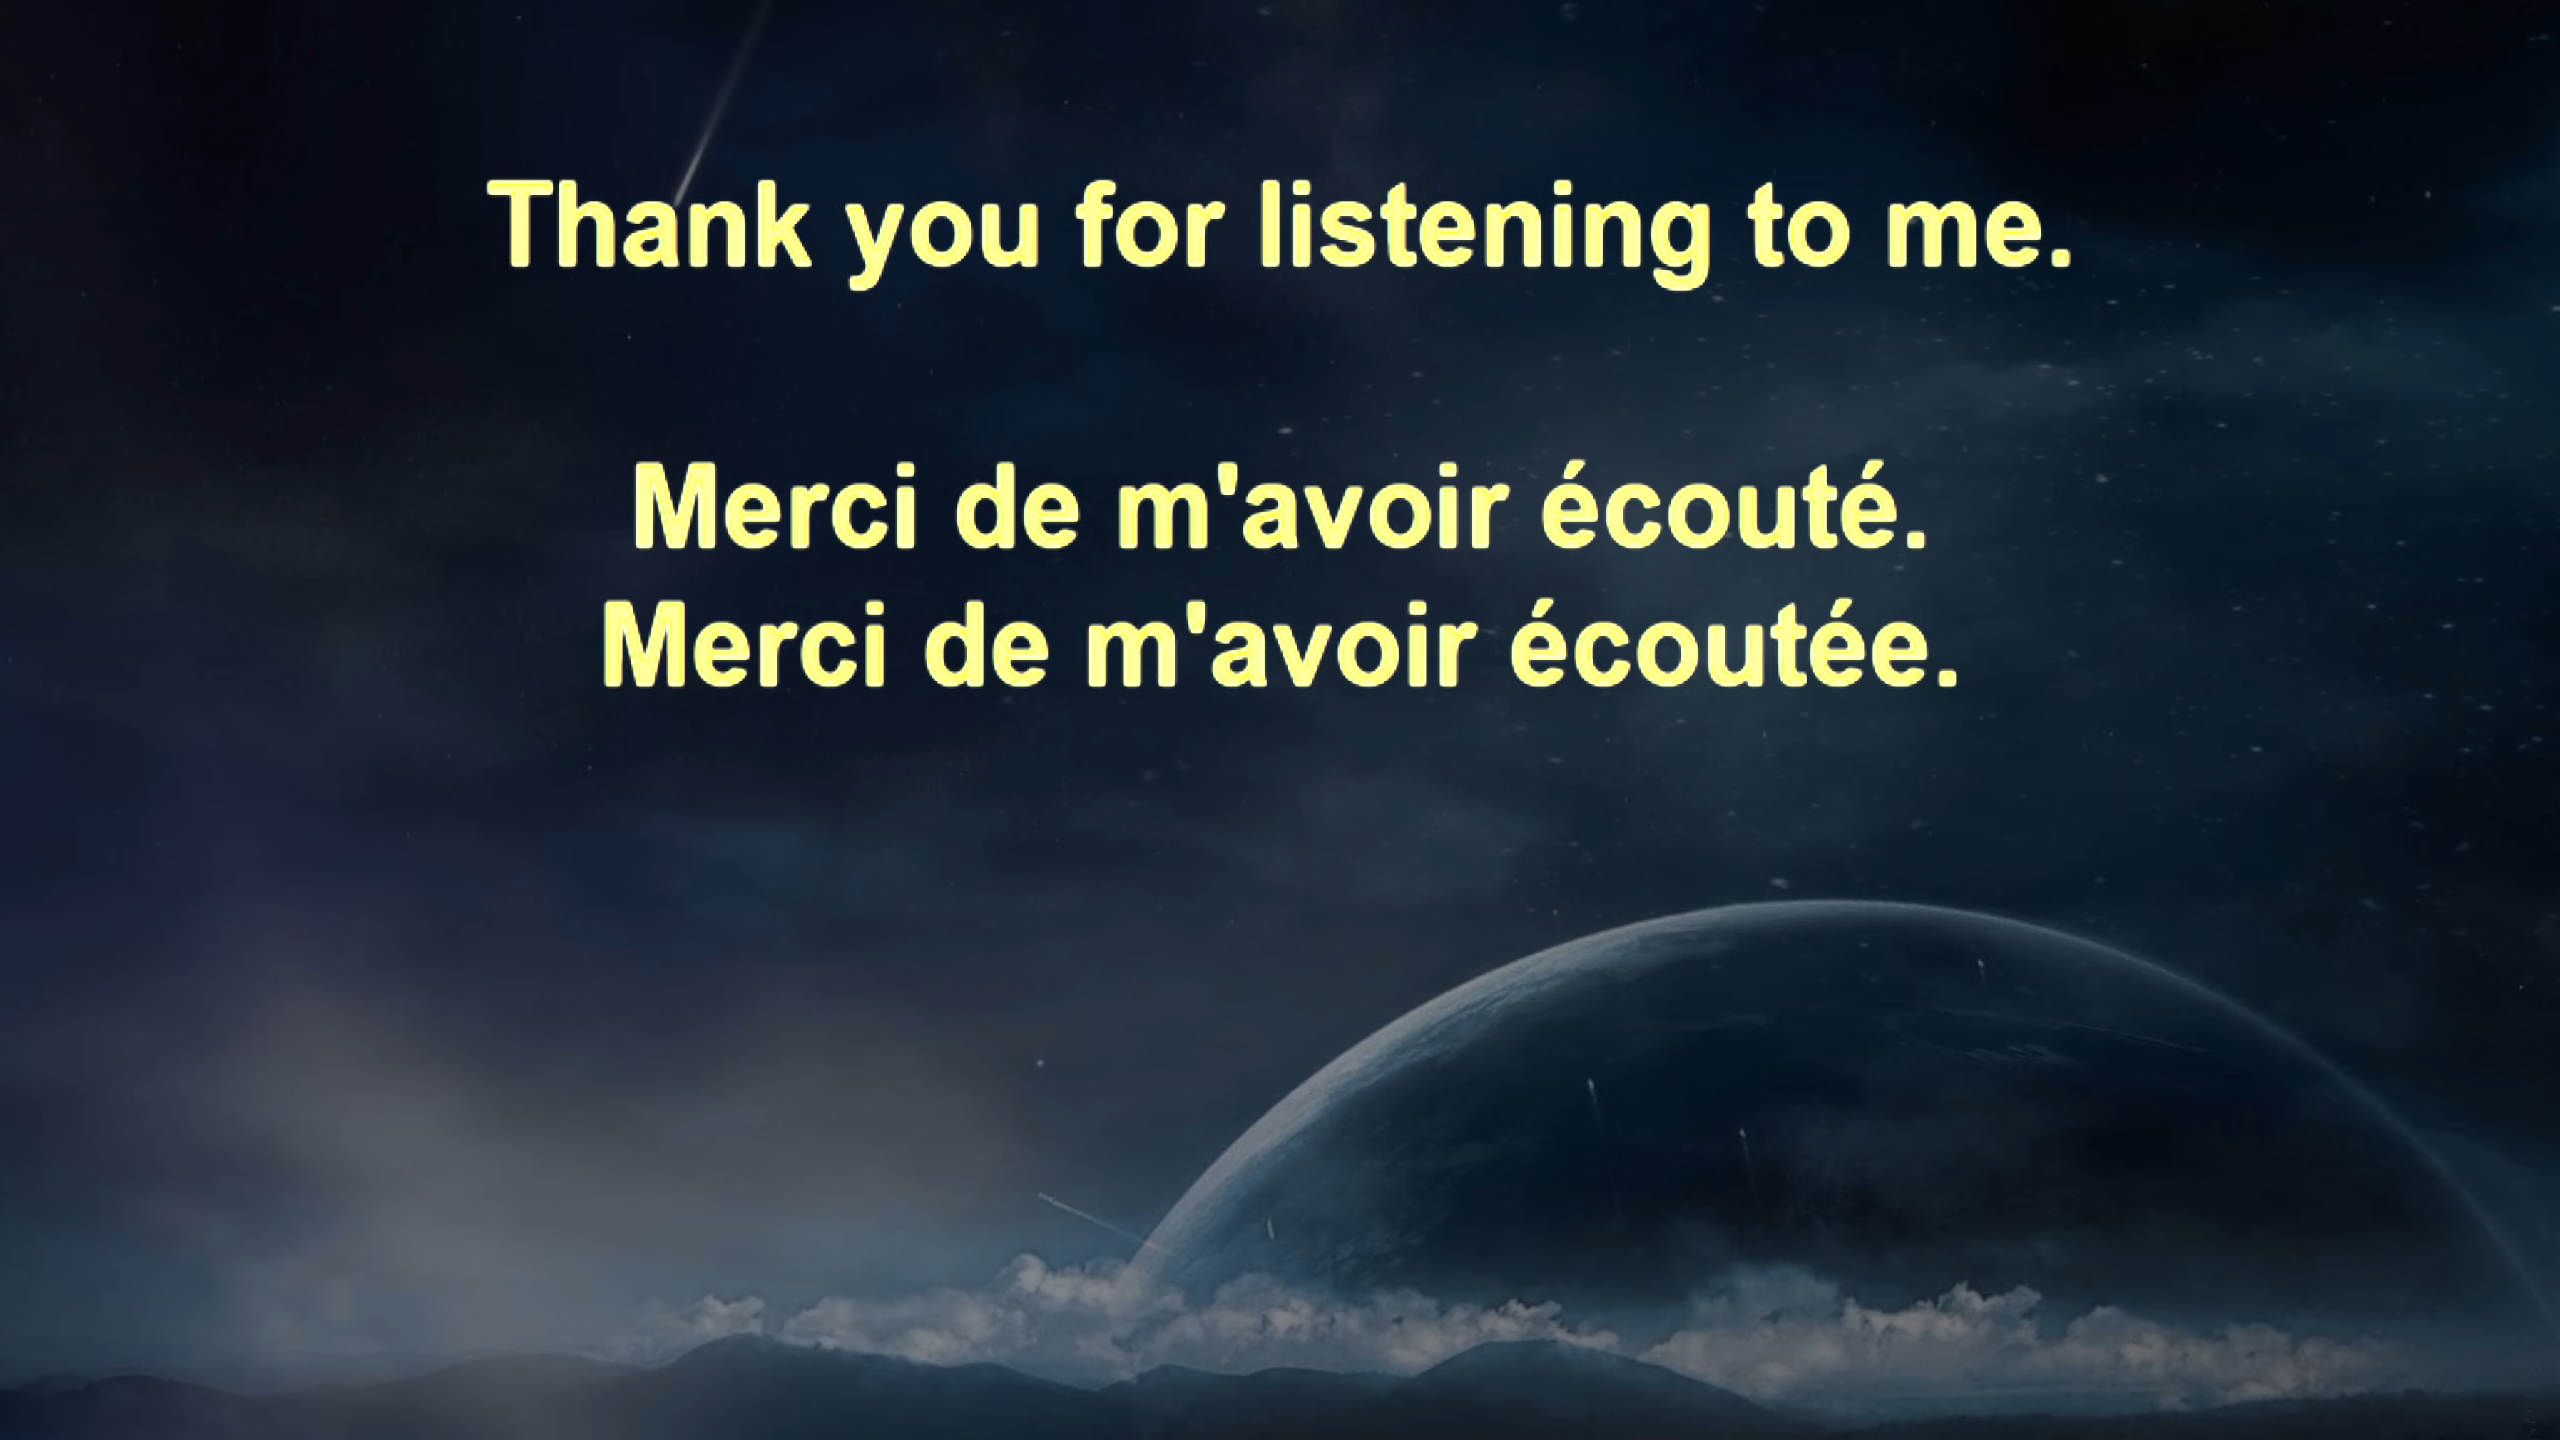 Thank you for listening to me.
Merci de m'avoir écouté.
Merci de m'avoir écoutée.